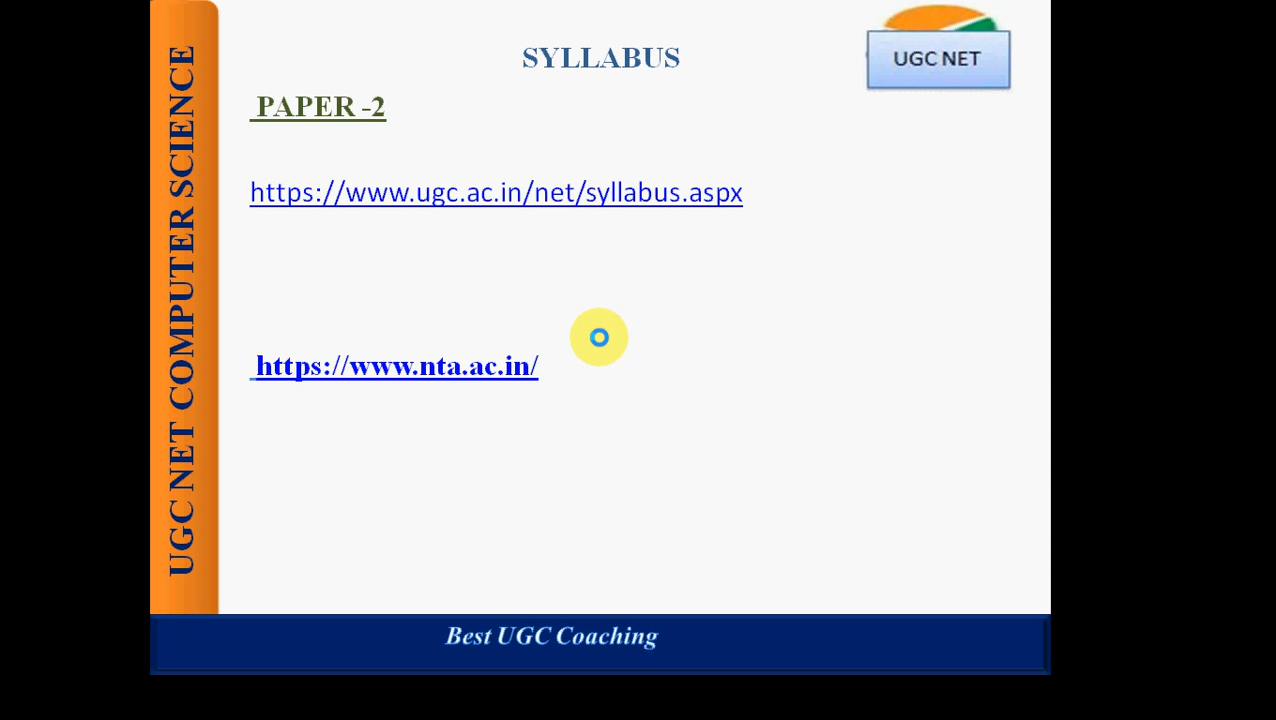 SYLLABUS
UGC NET
PAPER -2
https://www.ugc.ac.in/net/syllabus.aspx
https://www.nta.ac.in/
UGC NET COMPUTER SCIENCE
Best UGC Coaching